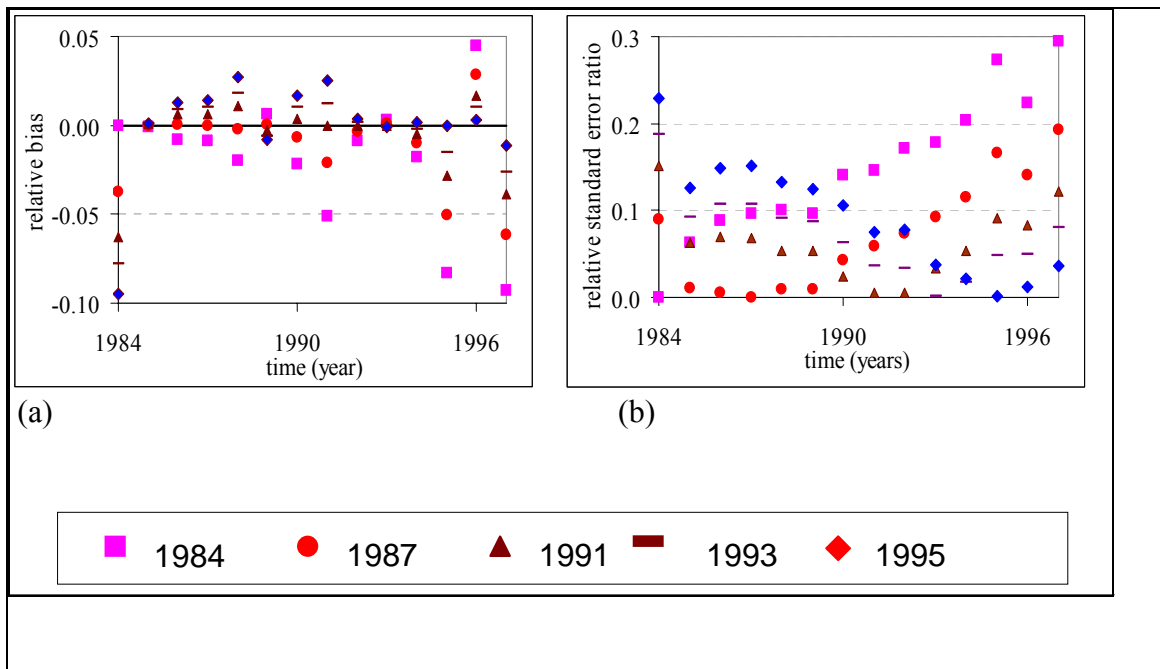 relative bias
0.05
0.00
-0.05
-0.10
1984 1990 1996
time (year)
(a)
relative standard error ratio
0.3
0.2
0.1
0.0
1984 1990 1996
time (years)
(b)
1984 1987 1991 1993 1995